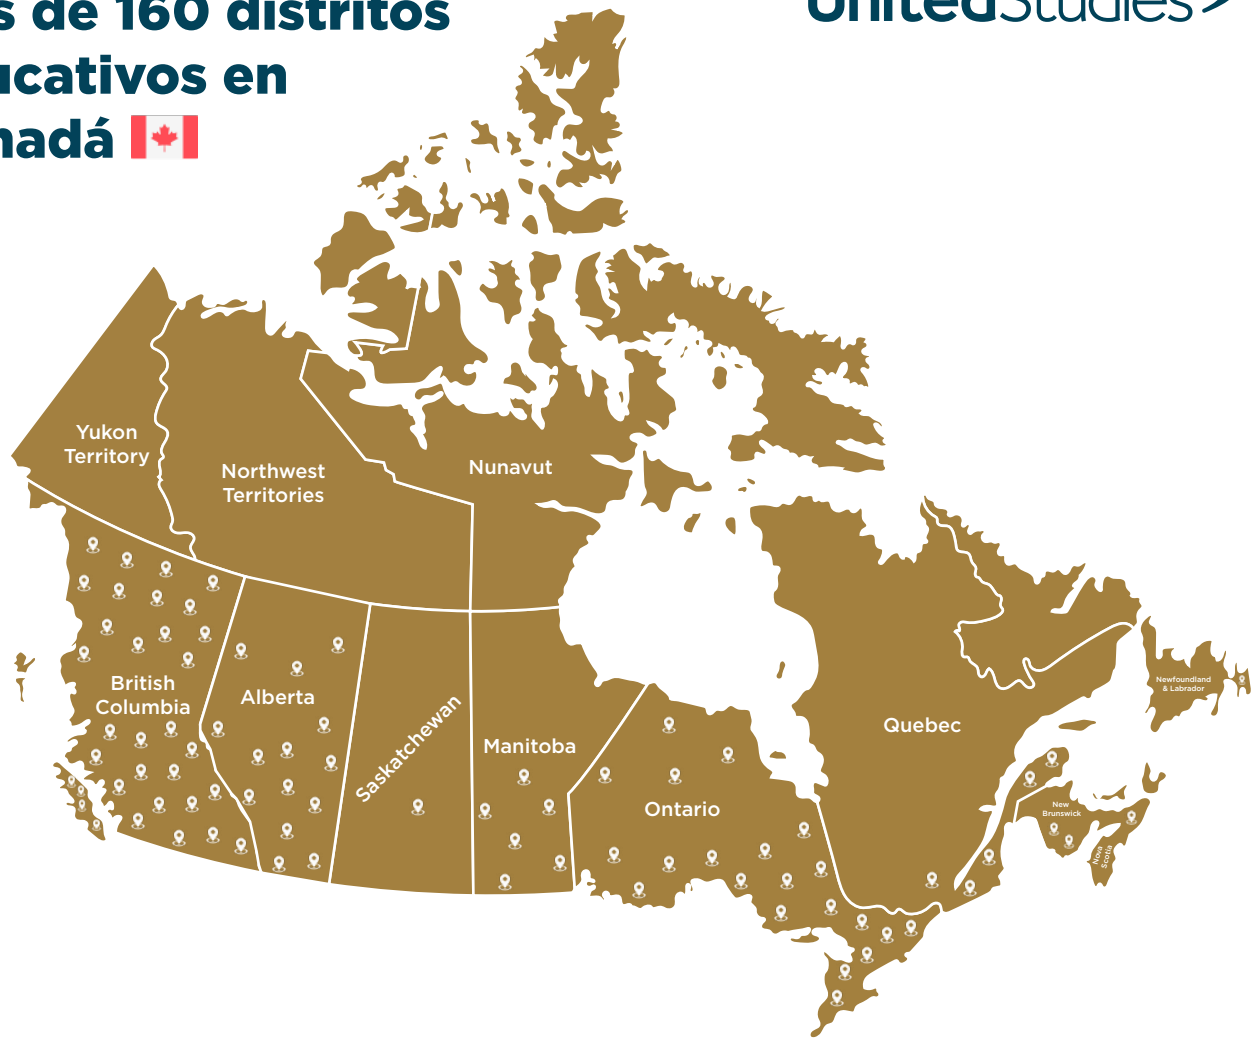 s de 160 distritos
ucativos en
nadá
UnitedStudies>
Yukon
Territory
Northwest
Territories
Nunavut
British
Columbia
Alberta
Saskatchewan
Manitoba
Ontario
Quebec
Newfoundland
& Labrador
New
Brunswick
Nova
Scotia